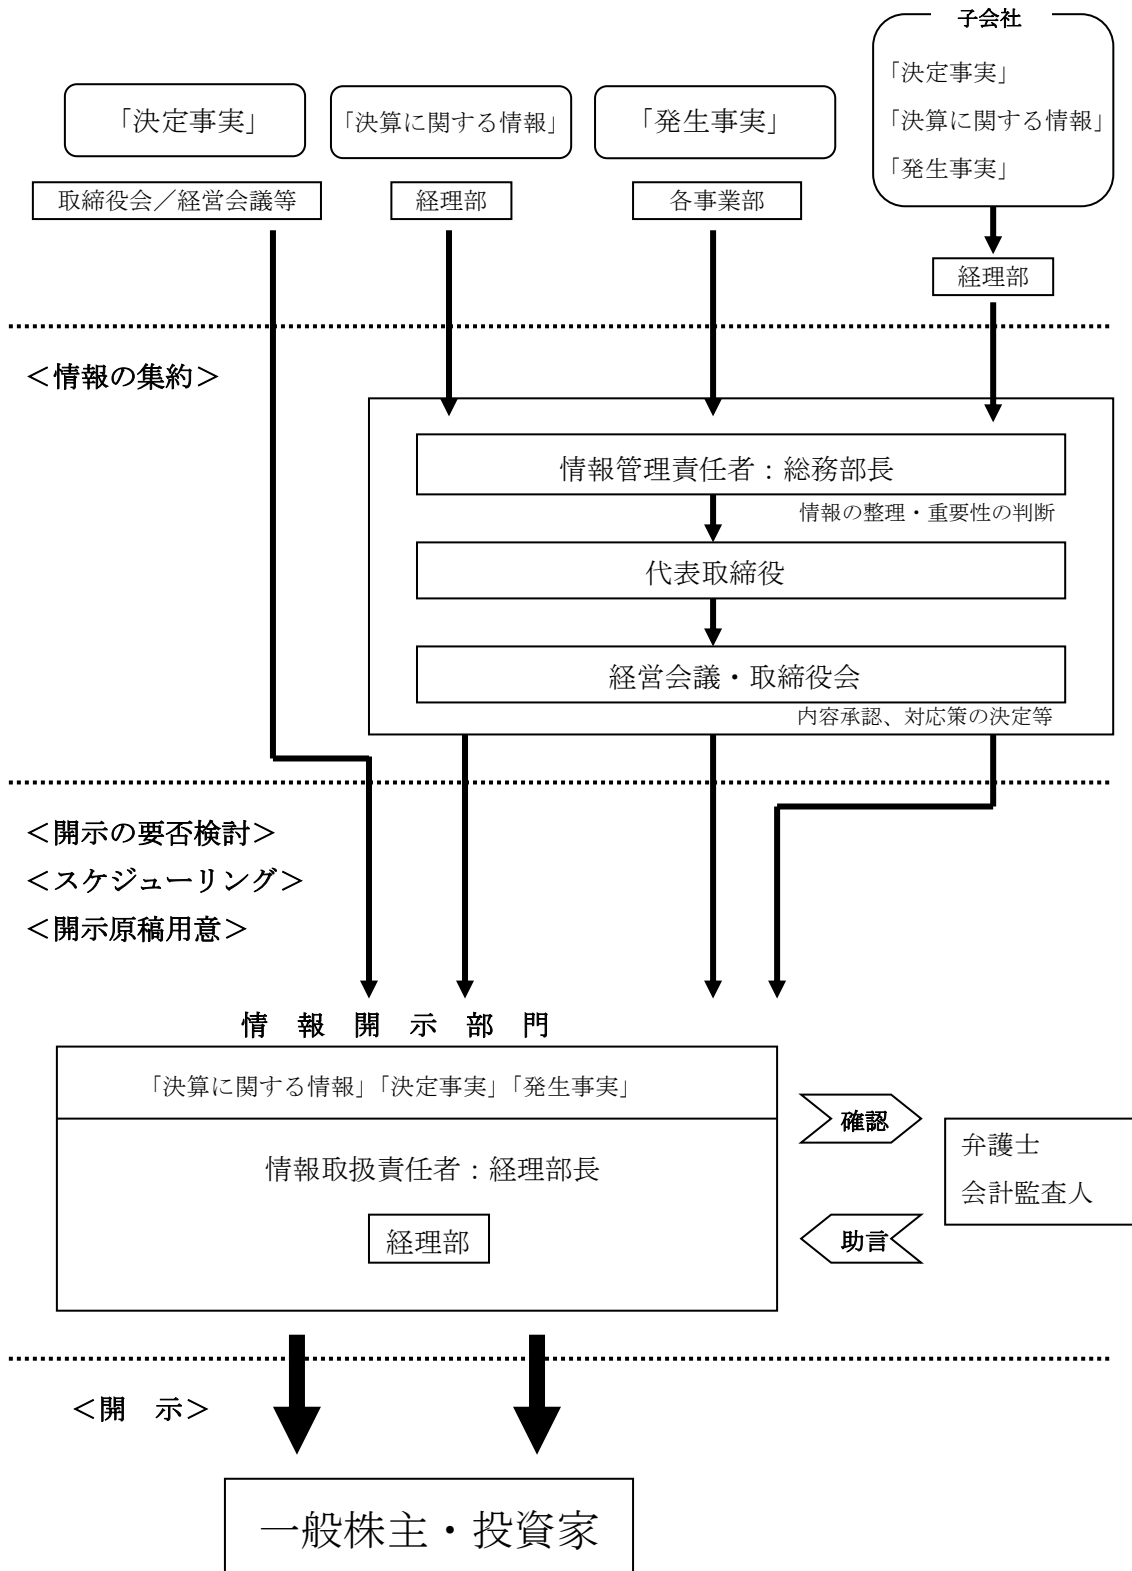 子会社
「決定事実」
「決算に関する情報」
「発生事実」
「決定事実」
「決算に関する情報」
「発生事実」
取締役会／経営会議等
経理部
各事業部
経理部
＜情報の集約＞
情報管理責任者：総務部長
情報の整理・重要性の判断
代表取締役
経営会議・取締役会
内容承認、対応策の決定等
＜開示の要否検討＞
＜スケジューリング＞
＜開示原稿用意＞
情　報　開　示　部　門
「決算に関する情報」「決定事実」「発生事実」
情報取扱責任者：経理部長
経理部
確認
助言
弁護士
会計監査人
＜開　示＞
一般株主・投資家